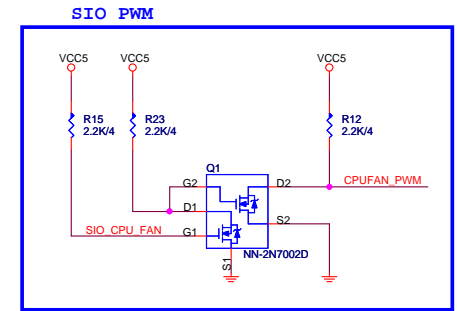 SIO PWM
VCC5 VCC5 VCC5
R15 R23 R12
2.2K/4 2.2K/4 2.2K/4
Q1
G2 D2 CPUFAN_PWM
D1
S2
SIO_CPU_FAN G1
NN-2N7002D
S1